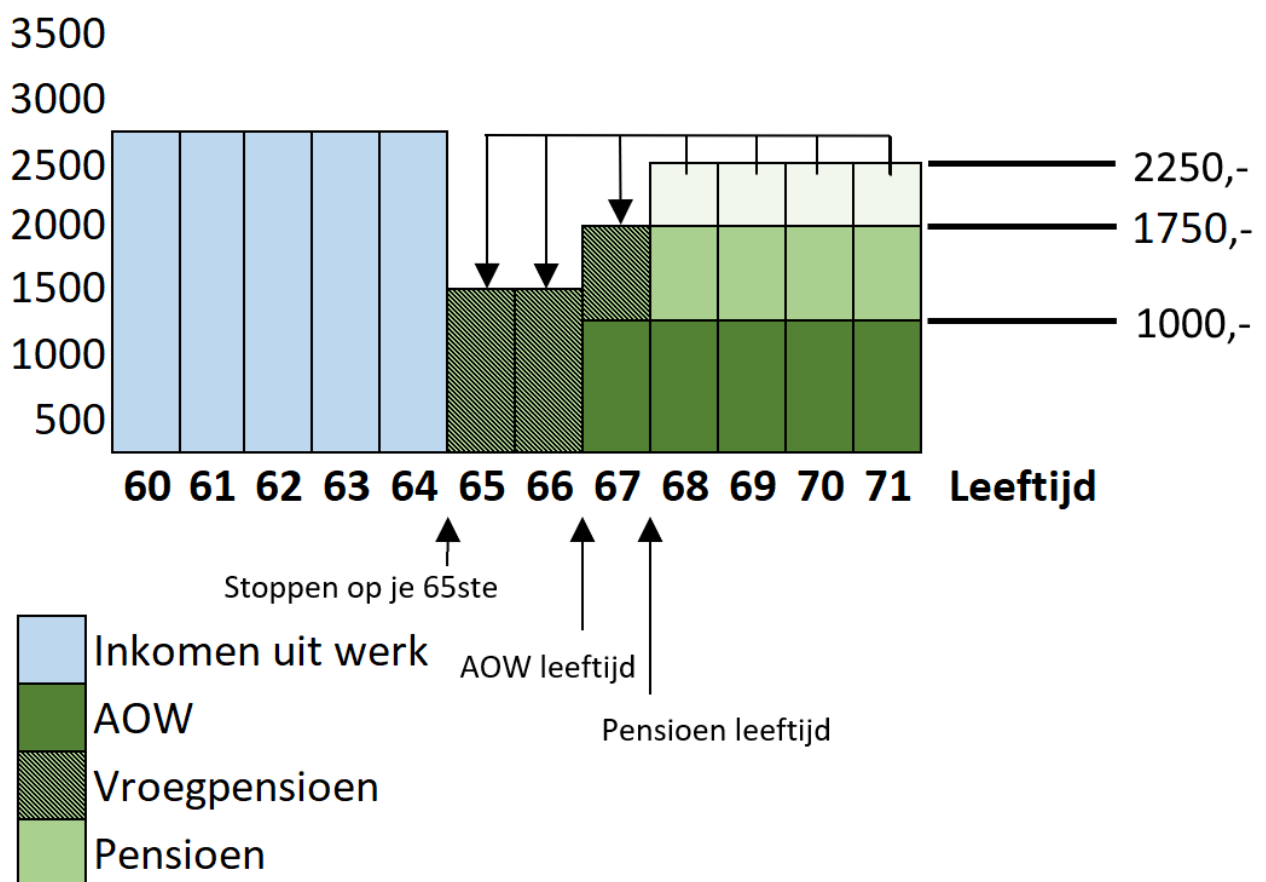 3500
3000
2500
2000
1500
1000
500
2250,-
1750,-
1000,-
60 61 62 63 64 65 66 67 68 69 70 71 Leeftijd
Stoppen op je 65ste
AOW leeftijd
Pensioen leeftijd
Inkomen uit werk
AOW
Vroegpensioen
Pensioen